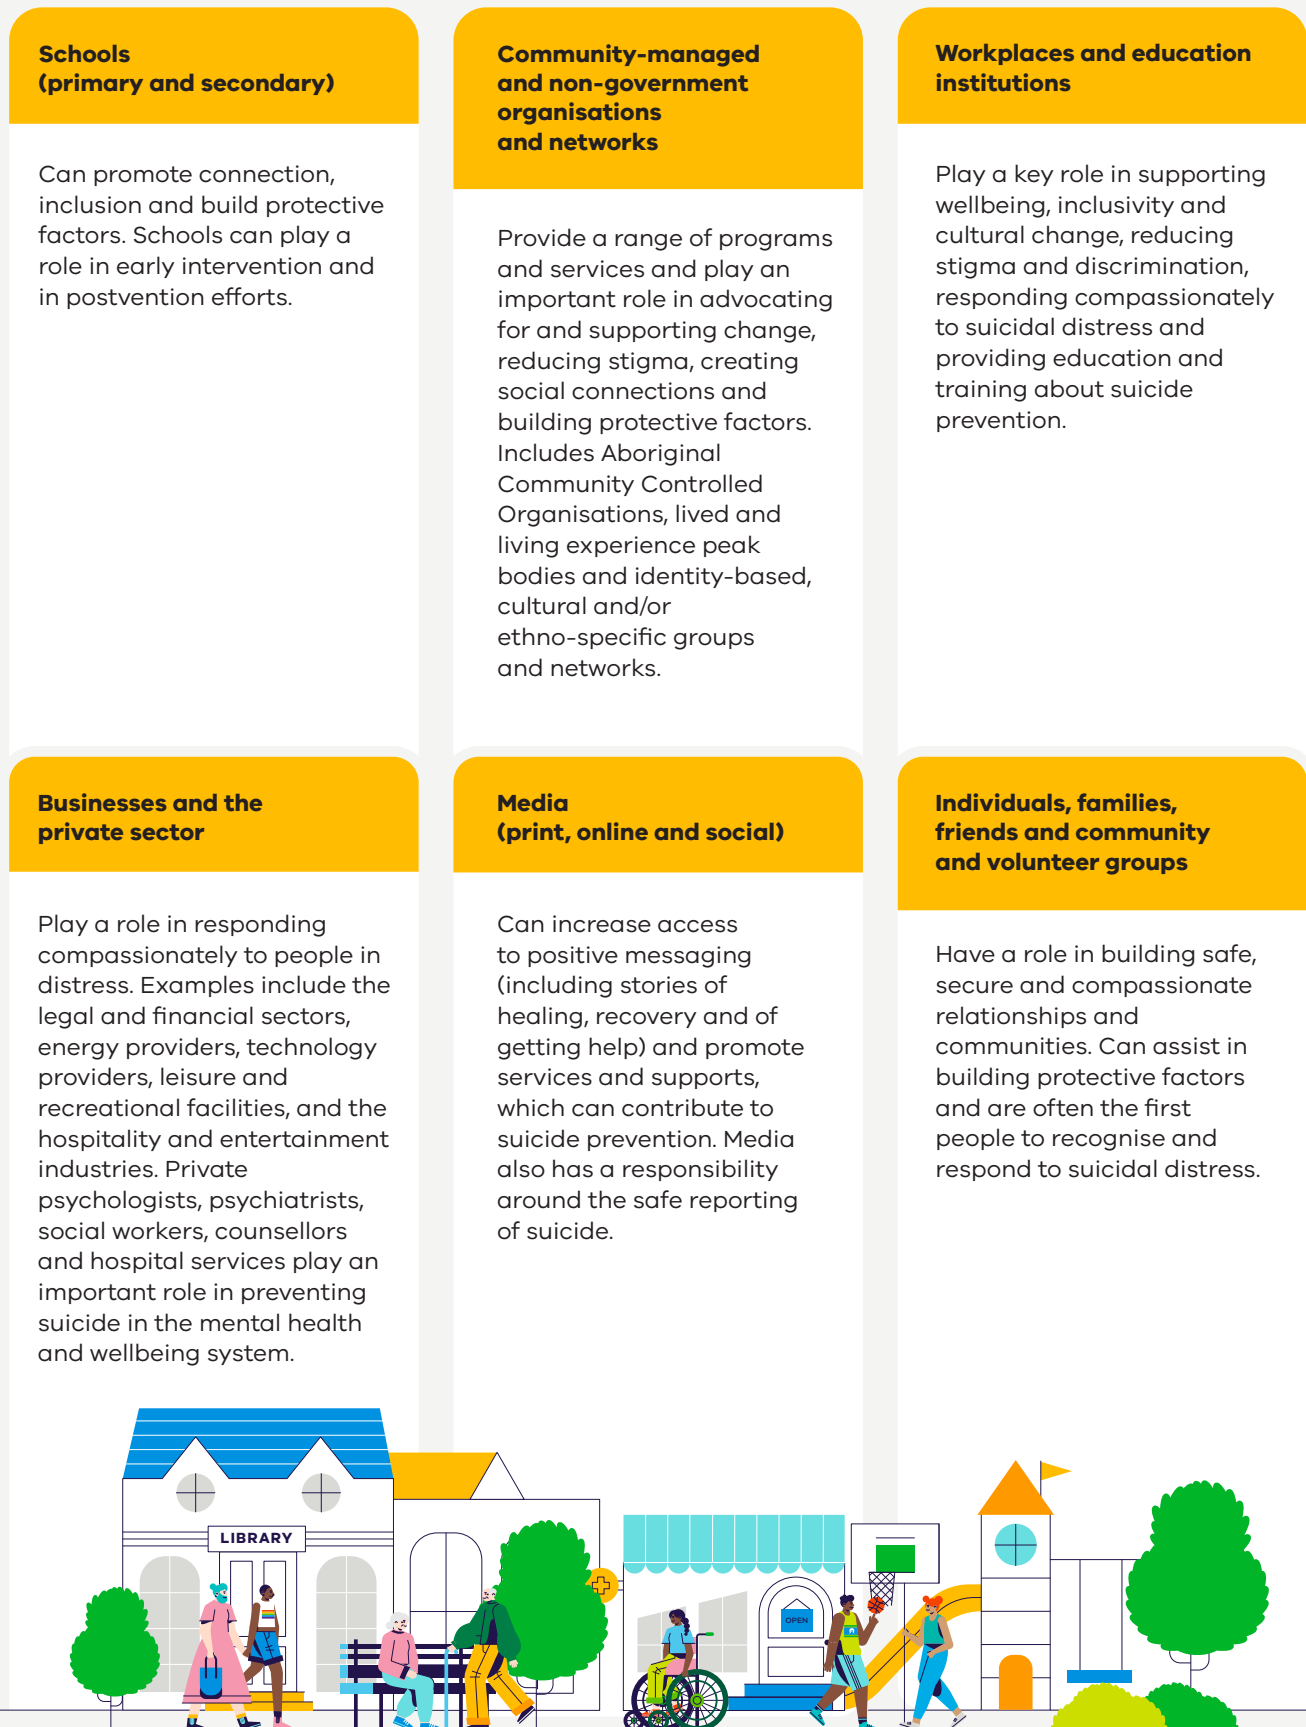 Schools
(primary and secondary)
Can promote connection,
inclusion and build protective
factors. Schools can play a
role in early intervention and
in postvention efforts.
Community-managed
and non-government
organisations
and networks
Provide a range of programs
and services and play an
important role in advocating
for and supporting change,
reducing stigma, creating
social connections and
building protective factors.
Includes Aboriginal
Community Controlled
Organisations, lived and
living experience peak
bodies and identity-based,
cultural and/or
ethno-specific groups
and networks.
Workplaces and education
institutions
Play a key role in supporting
wellbeing, inclusivity and
cultural change, reducing
stigma and discrimination,
responding compassionately
to suicidal distress and
providing education and
training about suicide
prevention.
Businesses and the
private sector
Play a role in responding
compassionately to people in
distress. Examples include the
legal and financial sectors,
energy providers, technology
providers, leisure and
recreational facilities, and the
hospitality and entertainment
industries. Private
psychologists, psychiatrists,
social workers, counsellors
and hospital services play an
important role in preventing
suicide in the mental health
and wellbeing system.
Media
(print, online and social)
Can increase access
to positive messaging
(including stories of
healing, recovery and of
getting help) and promote
services and supports,
which can contribute to
suicide prevention. Media
also has a responsibility
around the safe reporting
of suicide.
Individuals, families,
friends and community
and volunteer groups
Have a role in building safe,
secure and compassionate
relationships and
communities. Can assist in
building protective factors
and are often the first
people to recognise and
respond to suicidal distress.
LIBRARY
OPEN